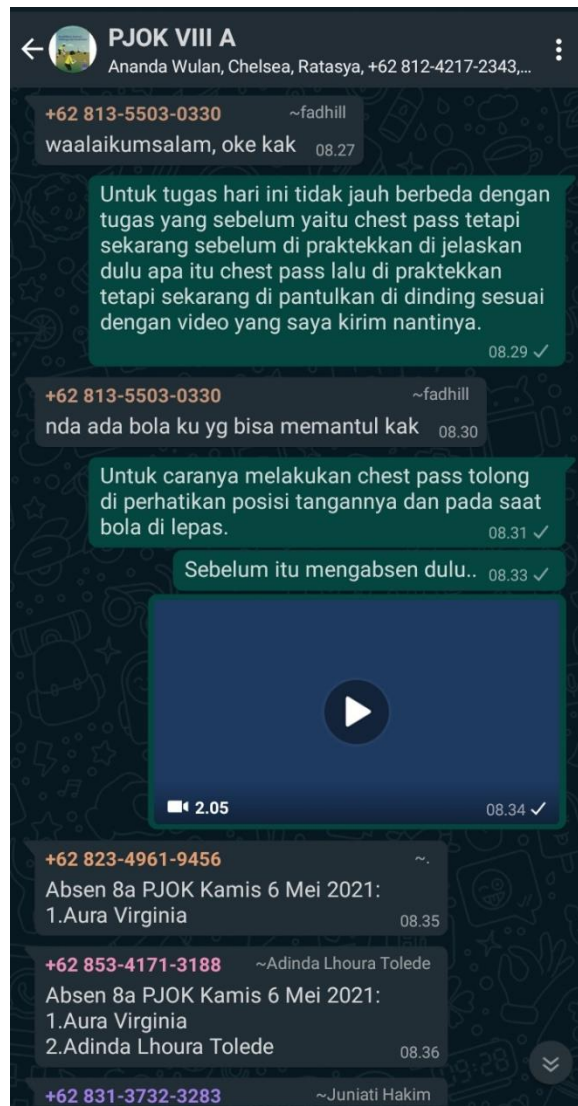 PJOK VIII A
Ananda Wulan, Chelsea, Ratasya, +62 812-4217-2343,...
+62 813-5503-0330 ~fadhill
waalaikumsalam, oke kak 08.27
Untuk tugas hari ini tidak jauh berbeda dengan
tugas yang sebelum yaitu chest pass tetapi
sekarang sebelum di praktekkan di jelaskan
dulu apa itu chest pass lalu di praktekkan
tetapi sekarang di pantulkan di dinding sesuai
dengan video yang saya kirim nantinya.
08.29
+62 813-5503-0330 ~fadhill
nda ada bola ku yg bisa memantul kak 08.30
Untuk caranya melakukan chest pass tolong
di perhatikan posisi tangannya dan pada saat
bola di lepas. 08.31
Sebelum itu mengabsen dulu.. 08.33
2.05 08.34
+62 823-4961-9456 ~.
Absen 8a PJOK Kamis 6 Mei 2021:
1.Aura Virginia 08.35
+62 853-4171-3188 ~Adinda Lhoura Tolede
Absen 8a PJOK Kamis 6 Mei 2021:
1.Aura Virginia
2.Adinda Lhoura Tolede 08.36
+62 831-3732-3283 ~Juniati Hakim